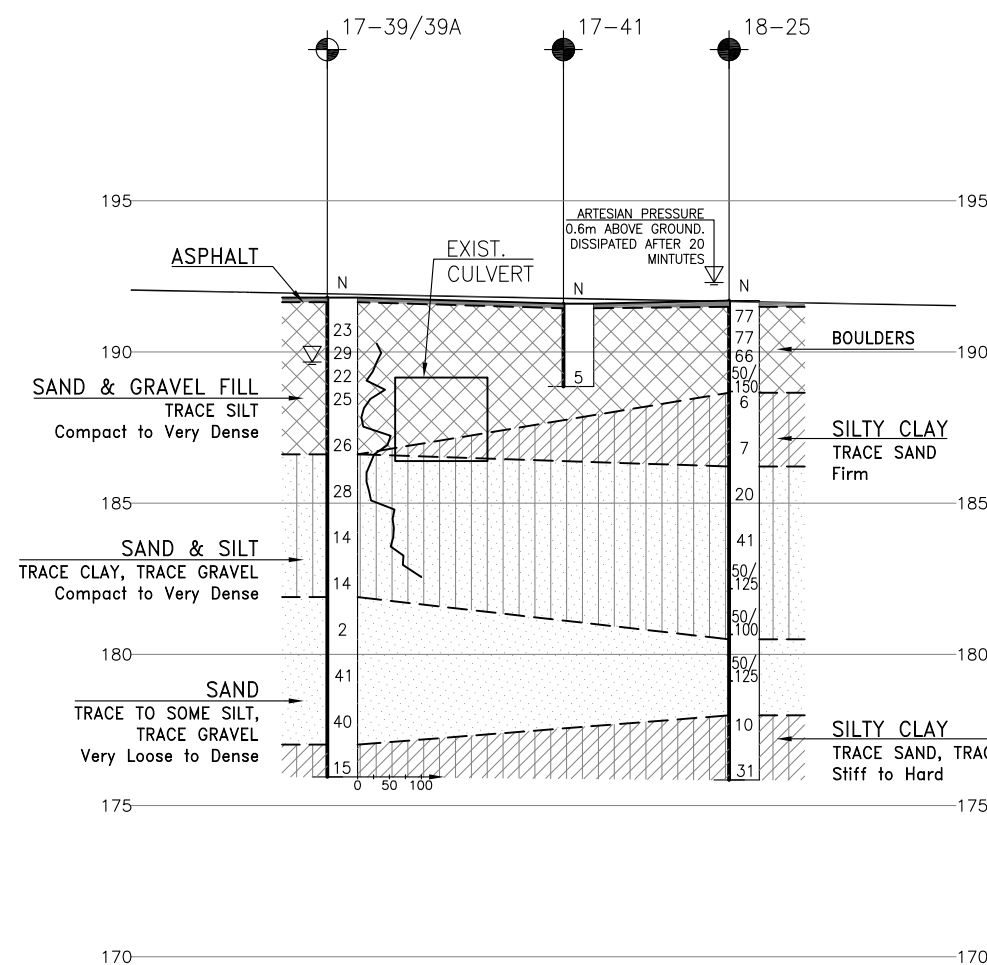 17-39/39A
17-41
18-25
195
195
ARTESIAN PRESSURE
0.6m ABOVE GROUND.
DISSIPATED AFTER 20
MINTUTES
ASPHALT
EXIST.
CULVERT
N
N
N
23
29
22
25
26
28
14
14
2
41
40
15
5
77
77
66
50/
150
6
7
20
41
50/
.125
50/
.100
50/
.125
10
31
190
190
BOULDERS
SAND & GRAVEL FILL
TRACE SILT
Compact to Very Dense
SILTY CLAY
TRACE SAND
Firm
185
185
SAND & SILT
TRACE CLAY, TRACE GRAVEL
Compact to Very Dense
180
180
SAND
TRACE TO SOME SILT,
TRACE GRAVEL
Very Loose to Dense
SILTY CLAY
TRACE SAND,
Stiff to Hard
0 50 100
175
175
170
170